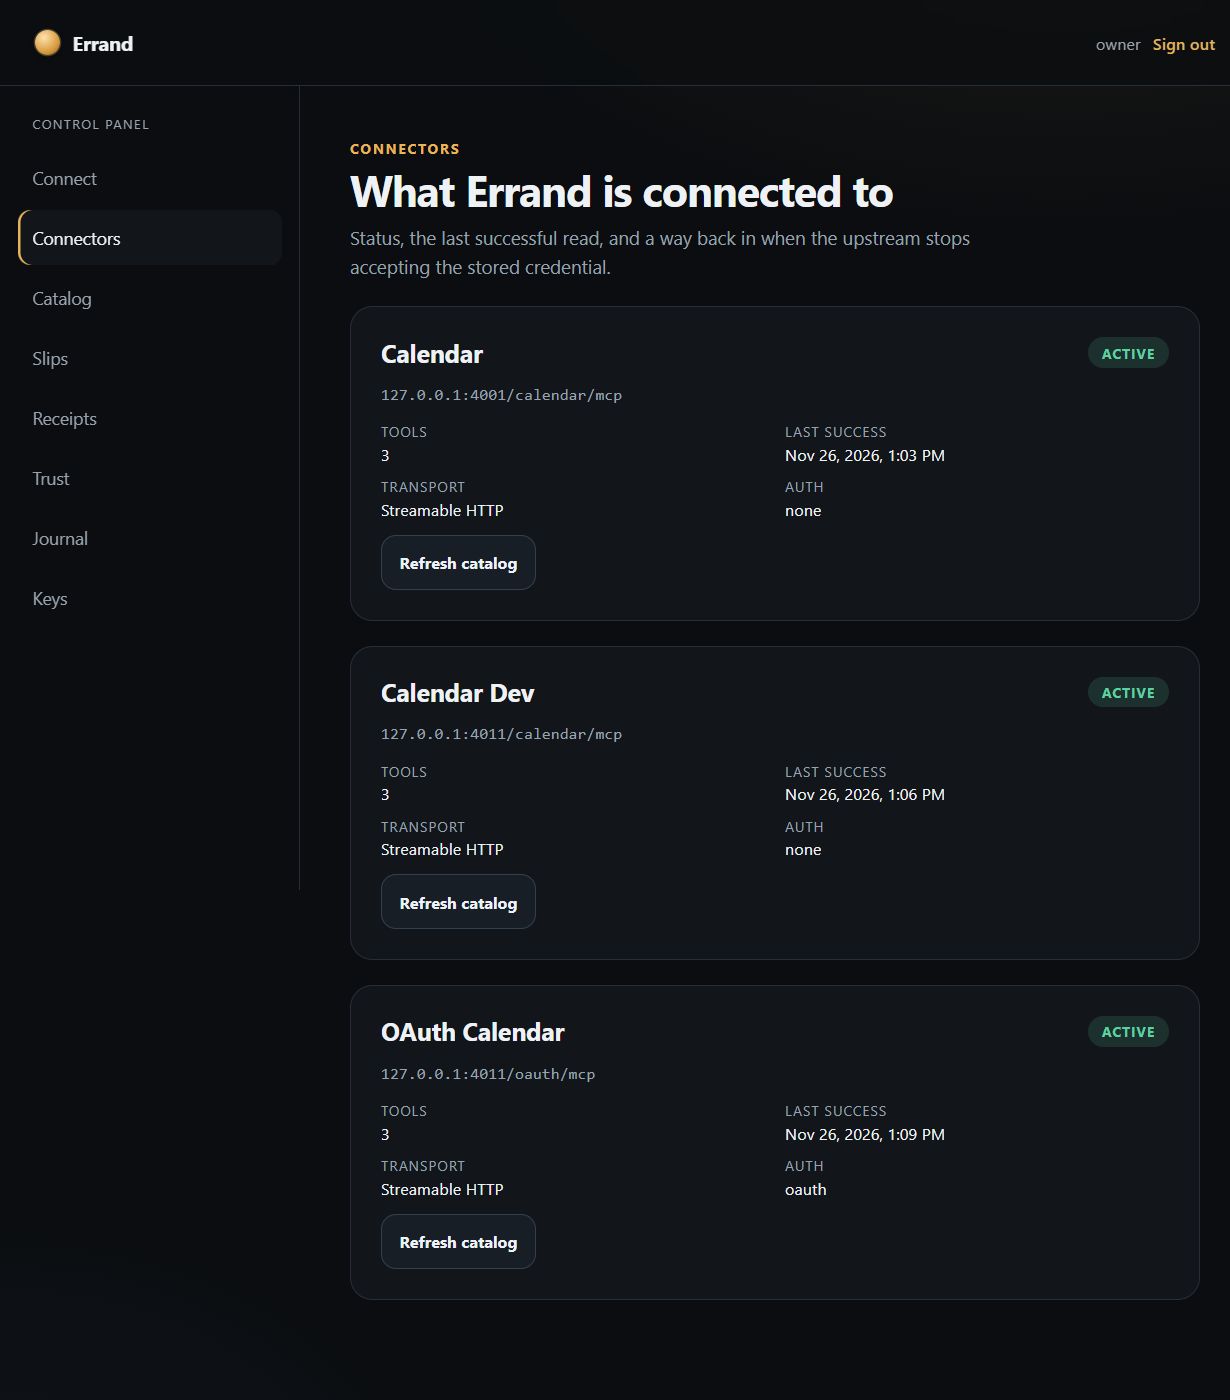 Errand
owner Sign out
CONTROL PANEL
Connect
Connectors
Catalog
Slips
Receipts
Trust
Journal
Keys
CONNECTORS
What Errand is connected to
Status, the last successful read, and a way back in when the upstream stops
accepting the stored credential.
Calendar
ACTIVE
127.0.0.1:4001/calendar/mcp
TOOLS
3
LAST SUCCESS
Nov 26, 2026, 1:03 PM
TRANSPORT
Streamable HTTP
AUTH
none
Refresh catalog
Calendar Dev
ACTIVE
127.0.0.1:4011/calendar/mcp
TOOLS
3
LAST SUCCESS
Nov 26, 2026, 1:06 PM
TRANSPORT
Streamable HTTP
AUTH
none
Refresh catalog
OAuth Calendar
ACTIVE
127.0.0.1:4011/oauth/mcp
TOOLS
3
LAST SUCCESS
Nov 26, 2026, 1:09 PM
TRANSPORT
Streamable HTTP
AUTH
oauth
Refresh catalog